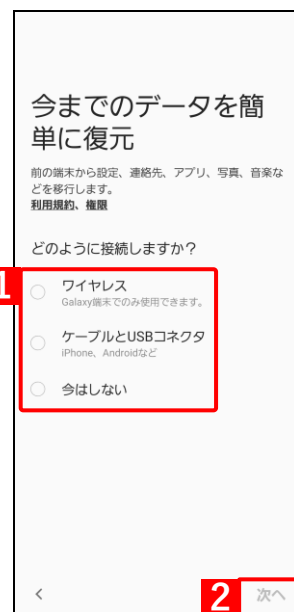 今までのデータを簡
単に復元
前の端末から設定、連絡先、アプリ、写真、音楽な
どを移行します。
利用規約、権限
どのように接続しますか？
1
ワイヤレス
Galaxy端末でのみ使用できます。
ケーブルとUSBコネクタ
iPhone、Androidなど
今はしない
<
2
次へ